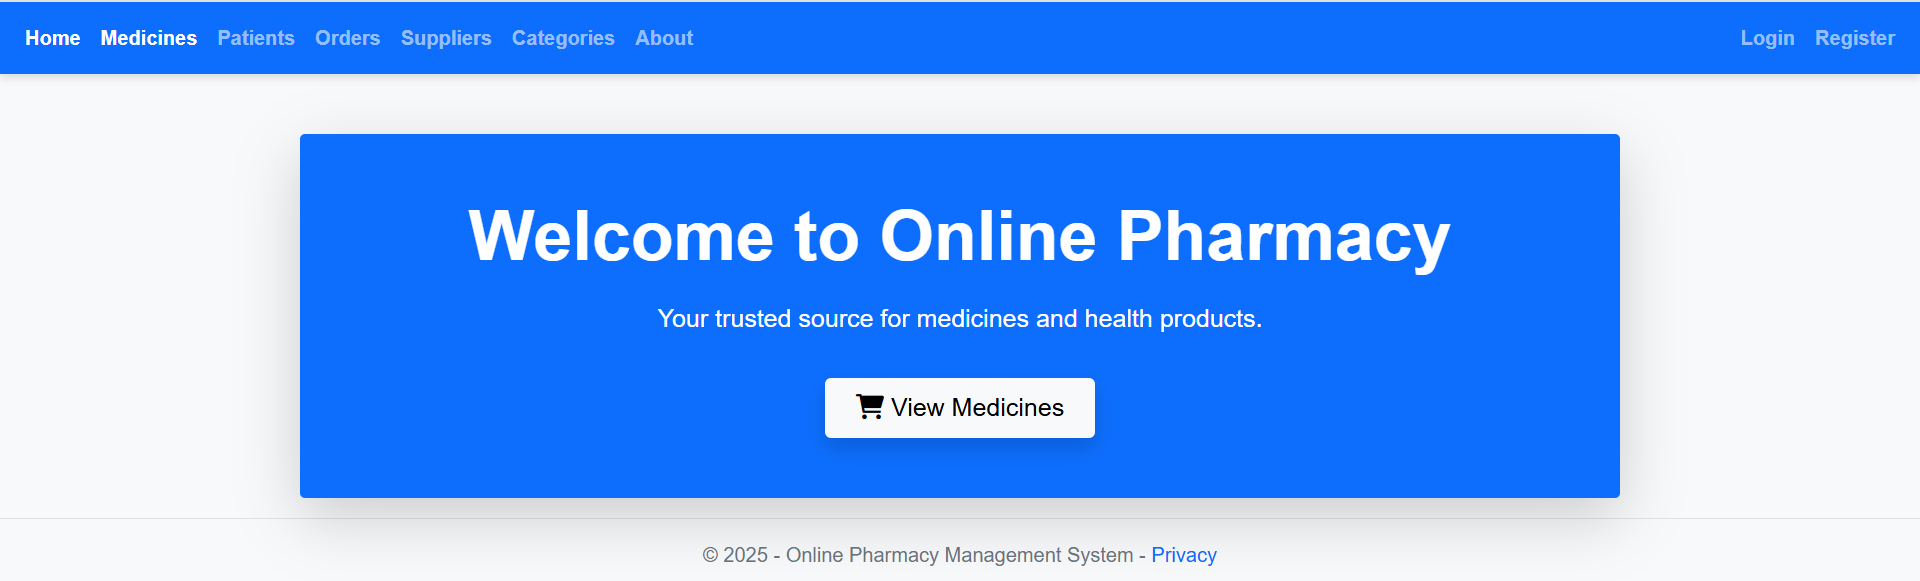 Home Medicines Patients Orders Suppliers Categories About Login Register
Welcome to Online Pharmacy
Your trusted source for medicines and health products.
View Medicines
© 2025 - Online Pharmacy Management System - Privacy